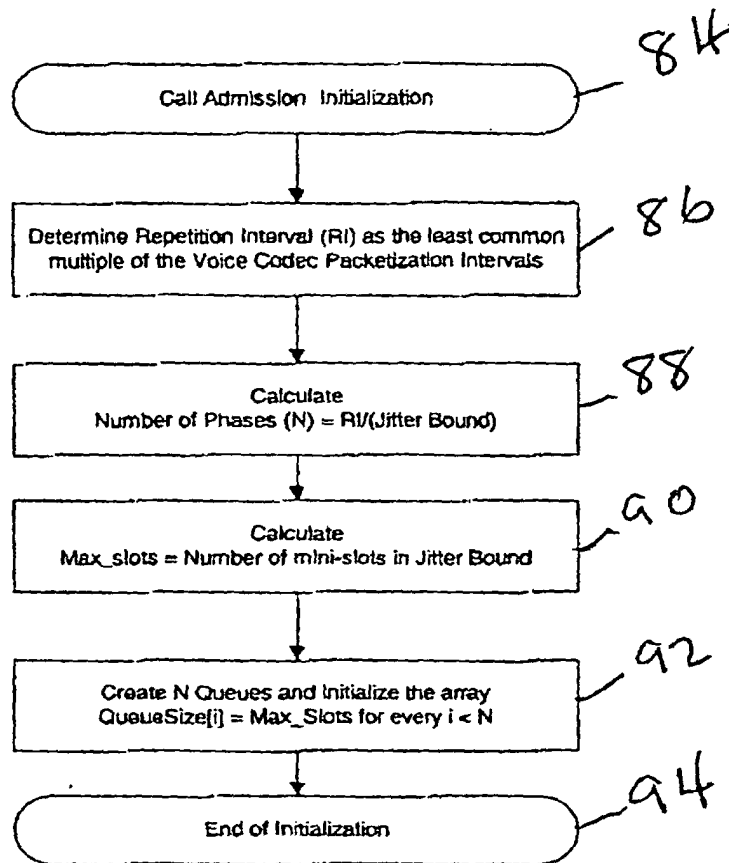 84
Call Admission Initialization
86
Determine Repetition Interval (RI) as the least common
multiple of the Voice Codec Packetization Intervals
88
Calculate
Number of Phases (N) = RI/(Jitter Bound)
90
Calculate
Max_slots = Number of mini-slots in Jitter Bound
92
Create N Queues and Initialize the array
QueueSize[i] = Max_Slots for every i < N
94
End of Initialization